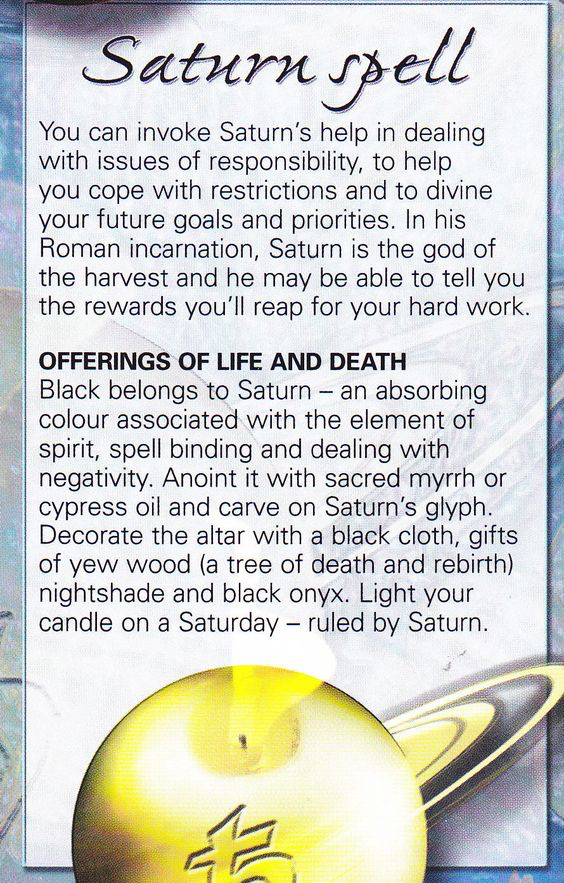 Saturn spell
You can invoke Saturn's help in dealing
with issues of responsibility, to help
you cope with restrictions and to divine
your future goals and priorities. In his
Roman incarnation, Saturn is the god of
the harvest and he may be able to tell you
the rewards you'll reap for your hard work.
OFFERINGS OF LIFE AND DEATH
Black belongs to Saturn – an absorbing
colour associated with the element of
spirit, spell binding and dealing with
negativity. Anoint it with sacred myrrh or
cypress oil and carve on Saturn's glyph.
Decorate the altar with a black cloth, gifts
of yew wood (a tree of death and rebirth)
nightshade and black onyx. Light your
candle on a Saturday – ruled by Saturn.
♄